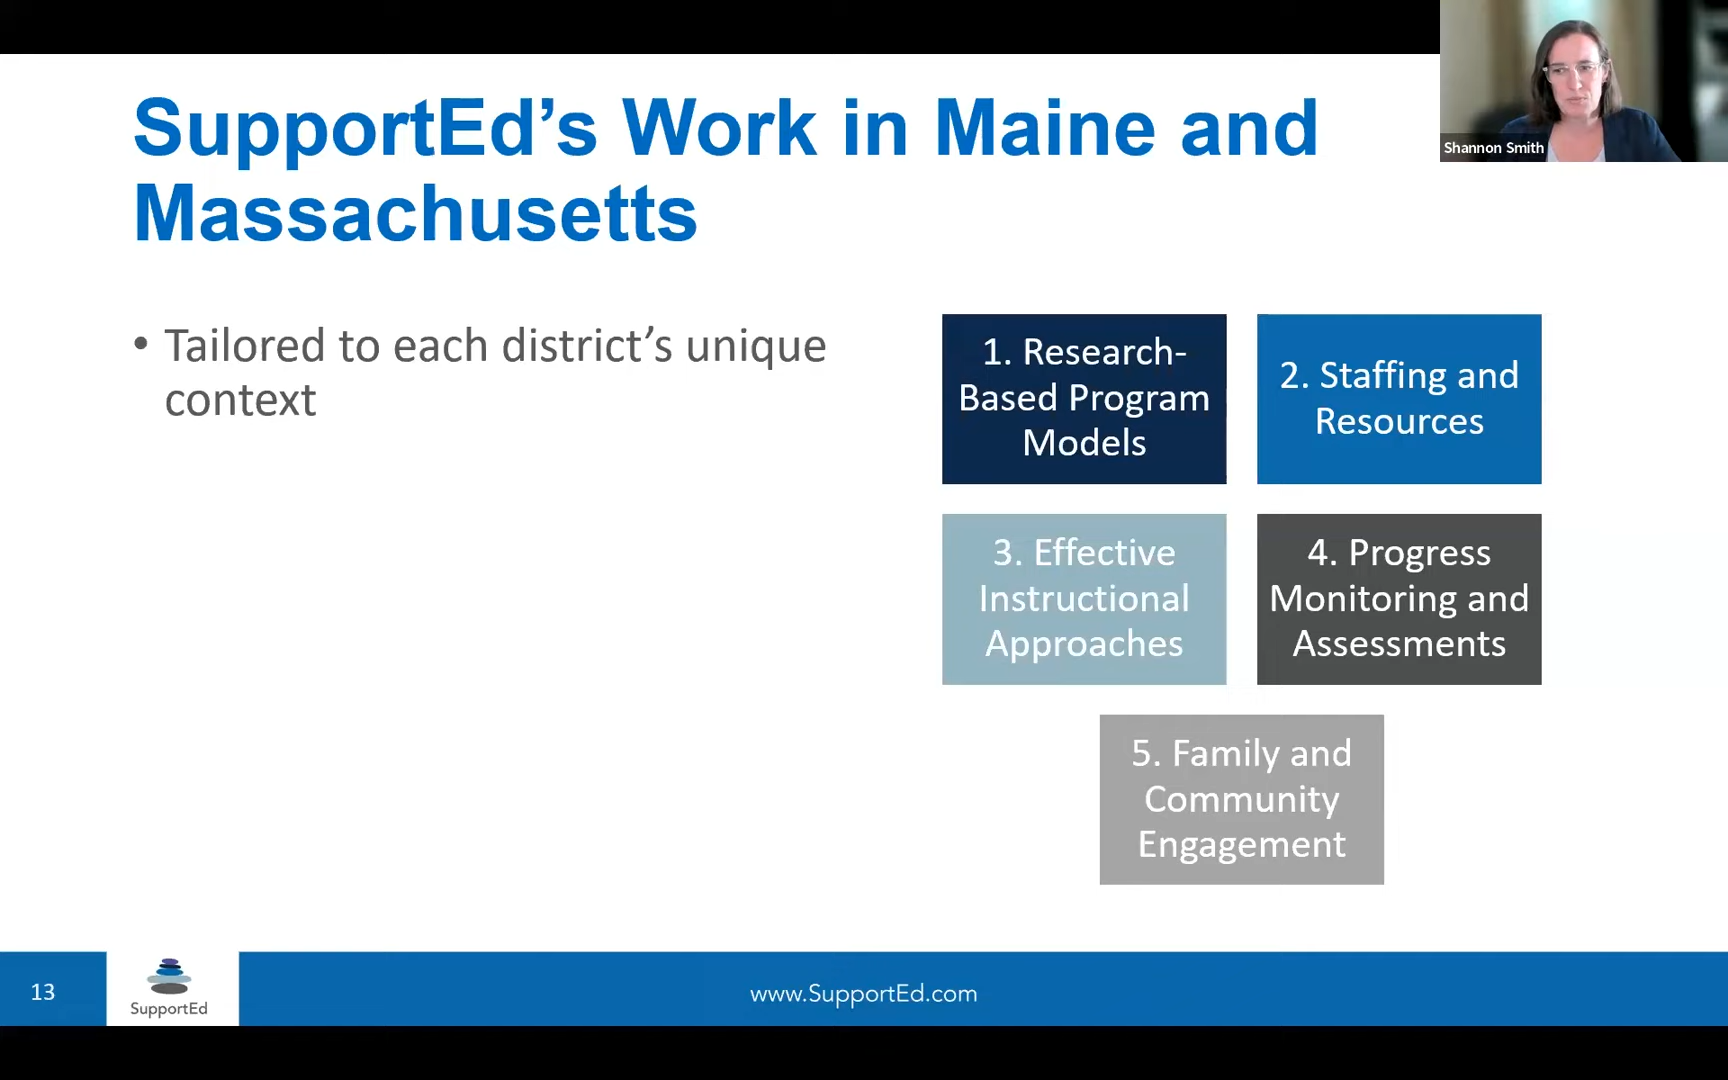 SupportEd’s Work in Maine and
Massachusetts
Shannon Smith
• Tailored to each district’s unique
context
1. Research-
Based Program
Models
2. Staffing and
Resources
3. Effective
Instructional
Approaches
4. Progress
Monitoring and
Assessments
5. Family and
Community
Engagement
13
SupportEd
www.SupportEd.com